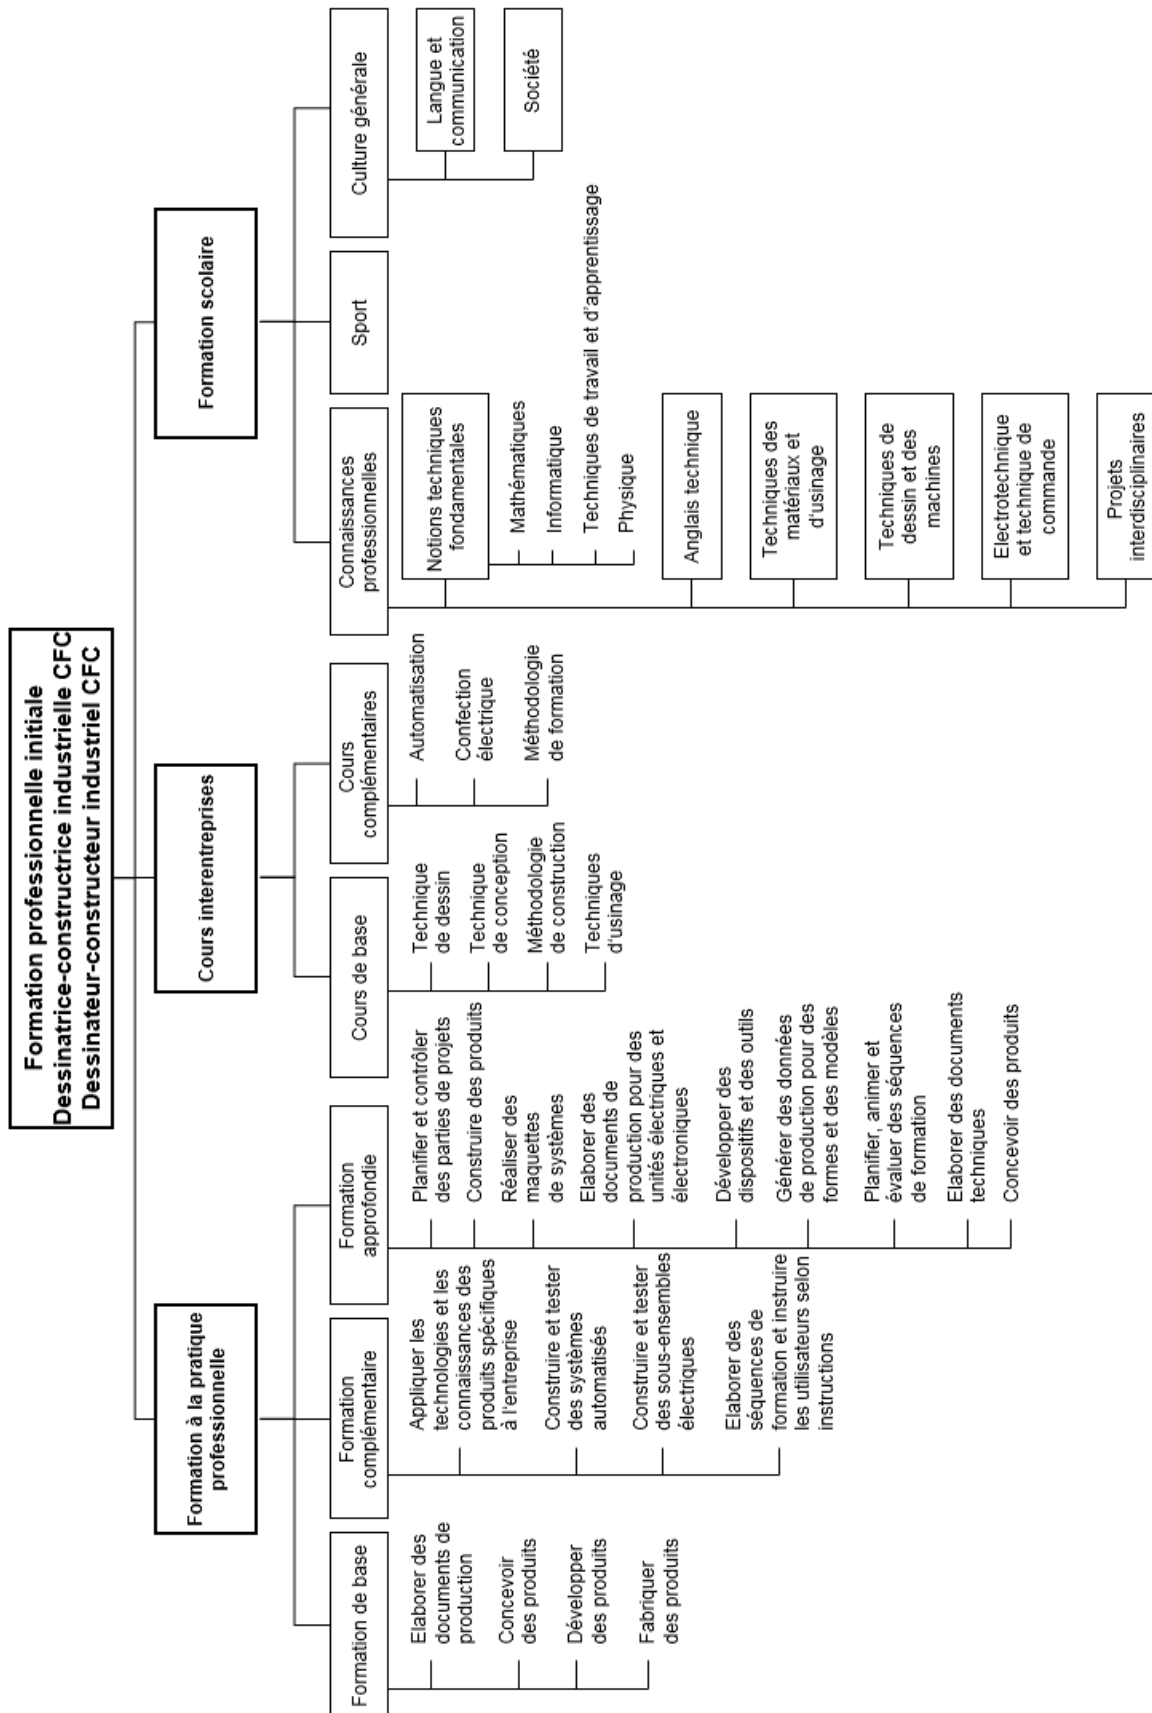 Formation professionnelle initiale
Dessinatrice-constructrice industrielle CFC
Dessinateur-constructeur industriel CFC
Formation à la pratique
professionnelle
Formation de base
Elaborer des
documents de
production
Concevoir
des produits
Développer
des produits
Fabriquer
des produits
Formation
complémentaire
Appliquer les
technologies et les
connaissances des
produits spécifiques
à l'entreprise
Construire et tester
des systèmes
automatisés
Construire et tester
des sous-ensembles
électriques
Elaborer des
séquences de
formation et instruire
les utilisateurs selon
instructions
Formation
approfondie
Planifier et contrôler
des parties de projets
Construire des produits
Réaliser des
maquettes
de systèmes
Elaborer des
documents de
production pour des
unités électriques et
électroniques
Développer des
dispositifs et des outils
Générer des données
de production pour des
formes et des modèles
Planifier, animer et
évaluer des séquences
de formation
Elaborer des documents
techniques
Concevoir des produits
Cours interentreprises
Cours de base
Technique
de dessin
Technique
de conception
Méthodologie
de construction
Techniques
d'usinage
Cours
complémentaires
Automatisation
Confection
électrique
Méthodologie
de formation
Formation scolaire
Connaissances
professionnelles
Notions techniques
fondamentales
Mathématiques
Informatique
Techniques de travail et d'apprentissage
Physique
Anglais technique
Techniques des
matériaux et
d'usinage
Techniques de
dessin et des
machines
Electrotechnique
et technique de
commande
Projets
interdisciplinaires
Sport
Culture générale
Langue et
communication
Société